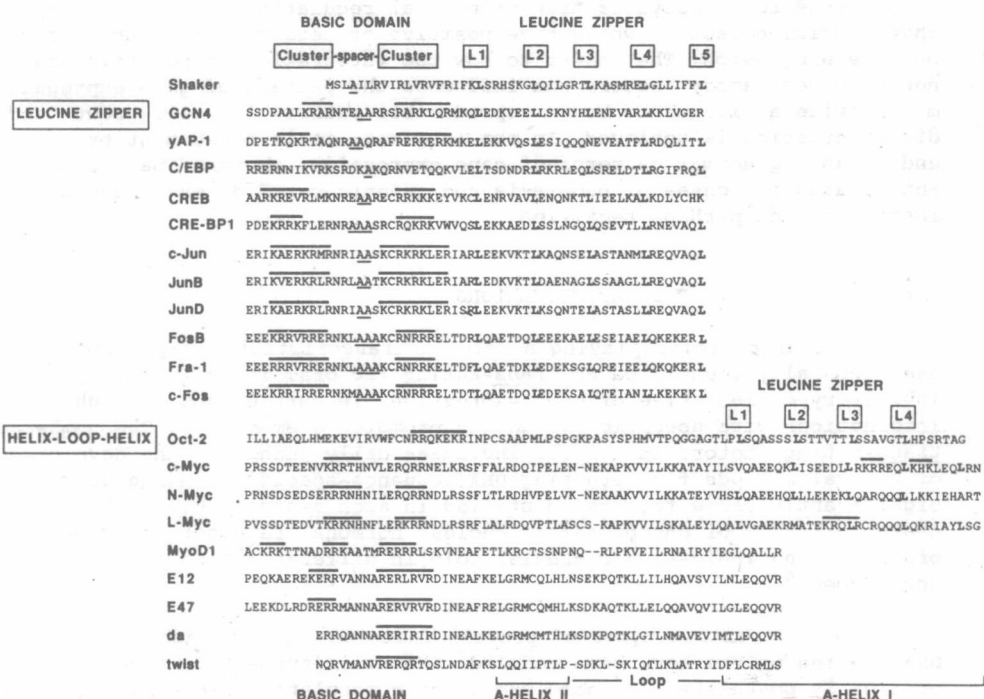 BASIC DOMAIN LEUCINE ZIPPER
Cluster -spacer- Cluster L1 L2 L3 L4 L5
Shaker MSLAILRVIRLVRVFRIFKLSRHSKGLQILGRTLKASMRELGLLIFFL
LEUCINE ZIPPER GCN4 SSDPAALKRARNTEAARRSRARKLQRMKQLEDKVEELLSKNYHLENEVARLKKLVGER
yAP-1 DPETKQKRTAQNRAAQRAFRERKERKMKELEKKVQSLESIQQQNEVEATFLRDQLITL
C/EBP RRERNNIKVRKSRDKAKQRNVETQQKVLELTSDNDRLRKRLEQLSRELDTLRGIFRQL
CREB AARKREVRLMKNREAARECRRKKKEYVKCLENRVAVLENQNKTLIEELKALKDLYCHK
CRE-BP1 PDEKRRKFLERNRAAASRCRQKRKVWVQSLEKKAEDLSSLNGQLQSEVTLLRNEVAQL
c-Jun ERIKAERKRMRNRIAASKCRKRKLERIARLEEKVKTLKAQNSELASTANMLREQVAQL
JunB ERIKVERKRLRNRLAATKCRKRKLERIARLEDKVKTLDAENAGLSSAAGLLREQVAQL
JunD ERIKAERKRLRNRIAASKCRKRKLERISRLEEKVKTLKSQNTELASTASLLREQVAQL
FosB EEEKRRVRRERNKLAAAKCRNRRRELTDRLQAETDQLEEEKAELESEIAELQKEKERL
Fra-1 EEERRRVRRERNKLAAAKCRNRRKELTDFLQAETDKLEDEKSGLQREIEELQKQKERL
c-Fos EEEKRRIRRERNKMAAAKCRNRRRELTDTLQAETDQLEDEKSALQTEIANLLKEKEKL
LEUCINE ZIPPER
L1 L2 L3 L4
HELIX-LOOP-HELIX Oct-2 ILLIAEQLHMEKEVIRVWFCNRRQKEKRINPCSAAPMLPSPGKPASYSPHMVTPQGGAGTLPLSQASSSLSTTVTTLSSAVGTLHPSRTAG
c-Myc PRSSDTEENVKRRTHNVLERQRRNELKRSFFALRDQIPELEN-NEKAPKVVILKKATAYILSVQAEEQKLISEEDLLRKRREQLKHKLEQLRN
N-Myc PRNSDSEDSERRRNHNILERQRRNDLRSSFLTLRDHVPELVK-NEKAAKVVILKKATEYVHSLQAEEHQLLLEKEKLQARQQQLLKKIEHART
L-Myc PVSSDTEDVTKRKNHNFLERKRRNDLRSRFLALRDQVPTLASCS-KAPKVVILSKALEYLQALVGAEKRMATEKRQLRCRQQQLQKRIAYLSG
MyoD1 ACKRKTTNADRRKAATMRERRRLSKVNEAFETLKRCTSSNPNQ--RLPKVEILRNAIRYIEGLQALLR
E12 PEQKAEREKERRVANNARERLRVRDINEAFKELGRMCQLHLNSEKPQTKLLILHQAVSVILNLEQQVR
E47 LEEKDLRDRERRMANNARERVRVRDINEAFRELGRMCQMHLKSDKAQTKLLELQQAVQVILGLEQQVR
da ERRQANNARERIRIRDINEALKELGRMCMTHLKSDKPQTKLGILNMAVEVIMTLEQQVR
twist NQRVMANVRERQRTQSLNDAFKSLQQIIPTLP-SDKL-SKIQTLKLATRYIDFLCRMLS
BASIC DOMAIN A-HELIX II Loop A-HELIX I